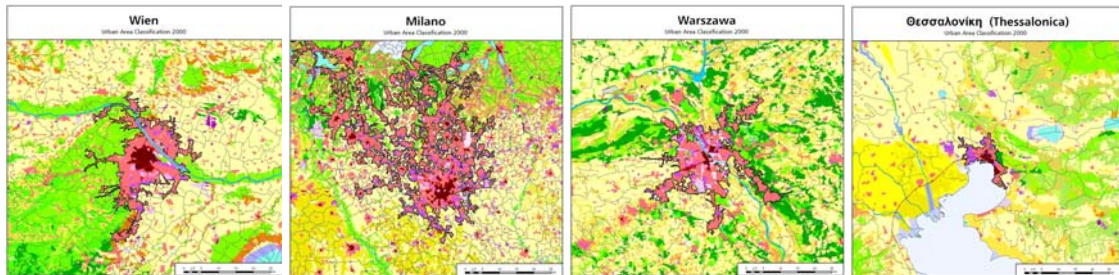 Wien
Urban Area Classification 2000
Milano
Urban Area Classification 2000
Warszawa
Urban Area Classification 2000
Θεσσαλονίκη (Thessalonica)
Urban Area Classification 2000